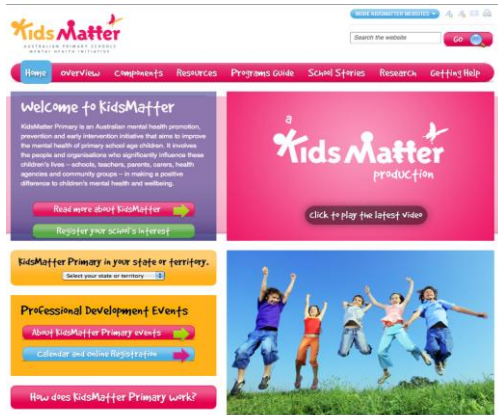 MORE KIDSMATTER WEBSITES
KidsMatter
AUSTRALIAN PRIMARY SCHOOLS
MENTAL HEALTH INITIATIVE
Search the website
Go
Home Overview Components Resources Programs Guide School Stories Research Getting Help
Welcome to KidsMatter
KidsMatter Primary is an Australian mental health promotion,
prevention and early intervention initiative that aims to improve
the mental health of primary school age children. It involves
the people and organisations who significantly influence these
children's lives – schools, teachers, parents, carers, health
agencies and community groups – in making a positive
difference to children's mental health and wellbeing.
Read more about KidsMatter
Register your school's interest
a
KidsMatter
production
click to play the latest video
KidsMatter Primary in your state or territory.
Select your state or territory
Professional Development Events
About KidsMatter Primary events
Calendar and online Registration
How does KidsMatter Primary work?